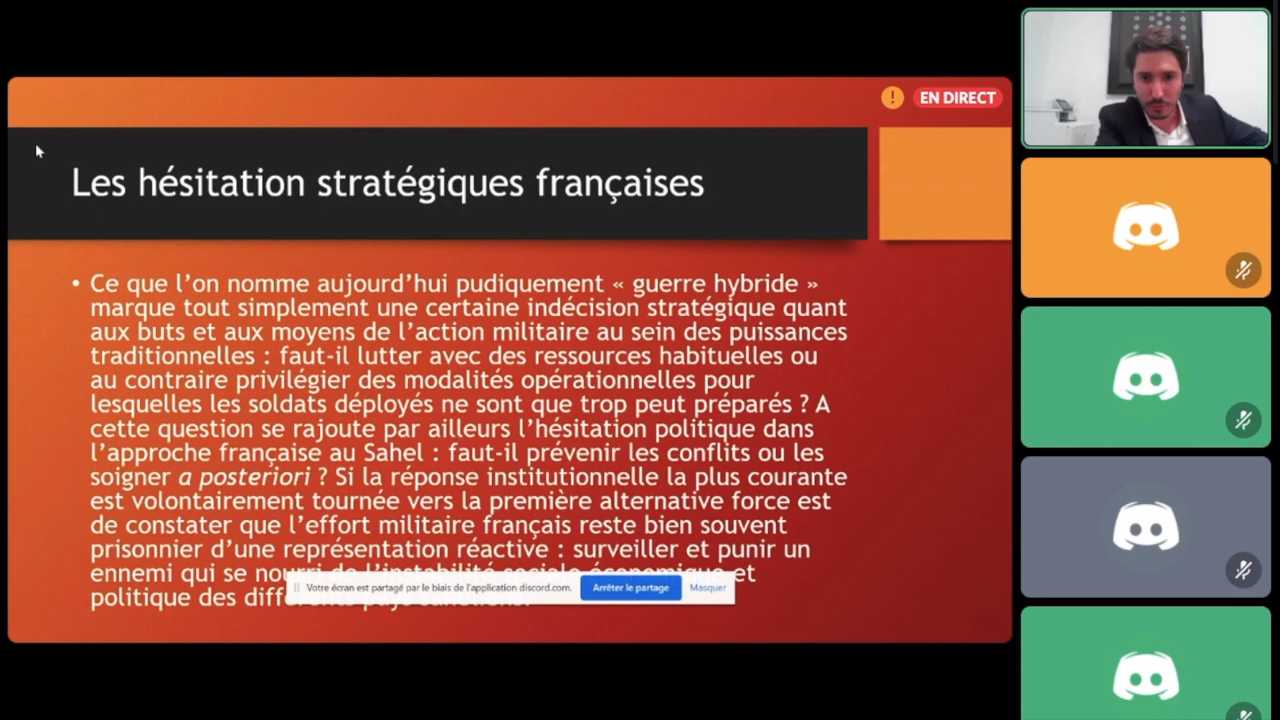 EN DIRECT
Les hésitation stratégiques françaises
• Ce que l’on nomme aujourd’hui pudiquement « guerre hybride »
marque tout simplement une certaine indécision stratégique quant
aux buts et aux moyens de l’action militaire au sein des puissances
traditionnelles : faut-il lutter avec des ressources habituelles ou
au contraire privilégier des modalités opérationnelles pour
lesquelles les soldats déployés ne sont que trop peut préparés ? A
cette question se rajoute par ailleurs l’hésitation politique dans
l’approche française au Sahel : faut-il prévenir les conflits ou les
soigner a posteriori ? Si la réponse institutionnelle la plus courante
est volontairement tournée vers la première alternative force est
de constater que l’effort militaire français reste bien souvent
prisonnier d’une représentation réactive : surveiller et punir un
ennemi qui se nourri de l’instabilité sociale économique et
politique des différents pays
Votre écran est partagé par le biais de l'application discord.com.
Arrêter le partage
Masquer